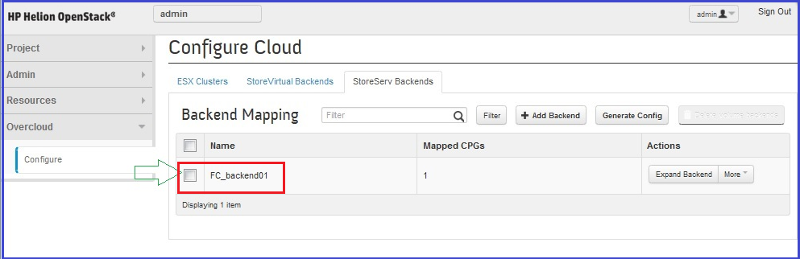 HP Helion OpenStack® admin admin Sign Out
Project
Admin
Resources
Overcloud
Configure
Configure Cloud
ESX Clusters StoreVirtual Backends StoreServ Backends
Backend Mapping Filter Filter + Add Backend Generate Config
Name Mapped CPGs Actions
FC_backend01 1 Expand Backend More
Displaying 1 item